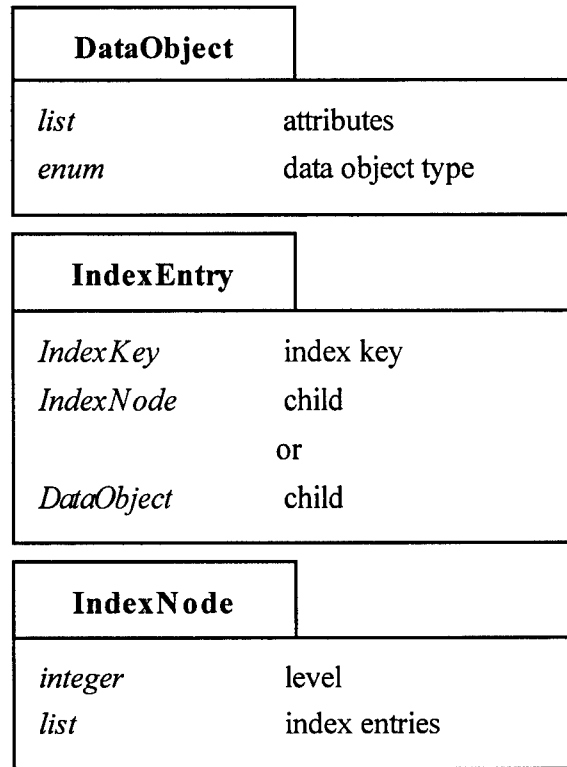 DataObject
list attributes
enum data object type
IndexEntry
IndexKey index key
IndexNode child
or
DataObject child
IndexNode
integer level
list index entries